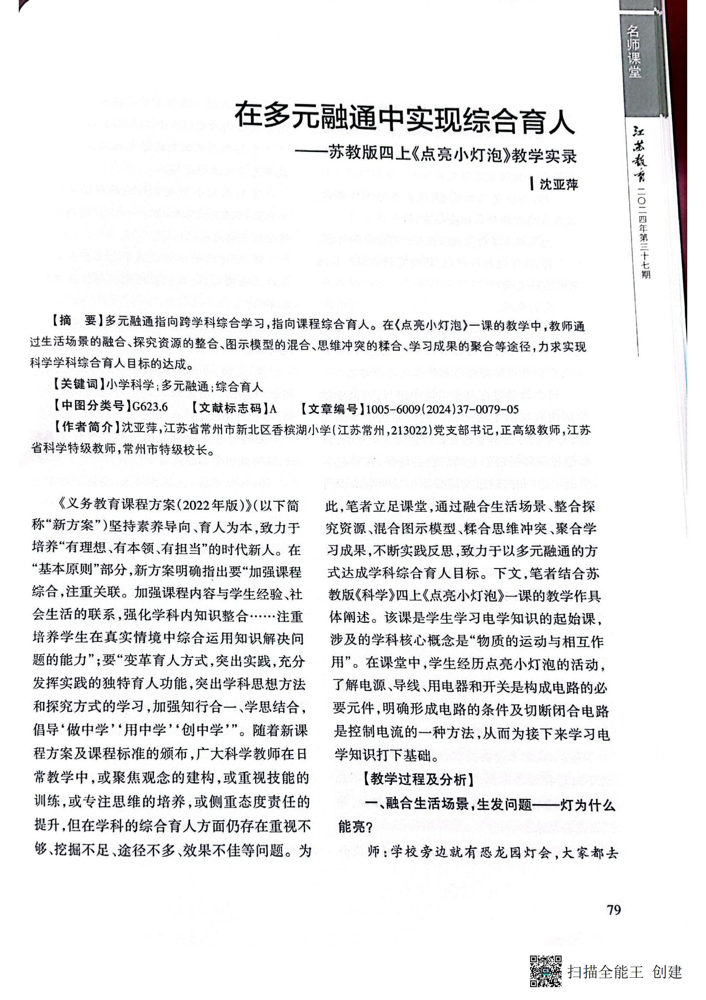 名师课堂
江苏教育 二〇二四年第三十七期
在多元融通中实现综合育人
——苏教版四上《点亮小灯泡》教学实录
沈亚萍
【摘　要】多元融通指向跨学科综合学习,指向课程综合育人。在《点亮小灯泡》一课的教学中,教师通
过生活场景的融合、探究资源的整合、图示模型的混合、思维冲突的糅合、学习成果的聚合等途径,力求实现
科学学科综合育人目标的达成。
【关键词】小学科学;多元融通;综合育人
【中图分类号】G623.6　【文献标志码】A　【文章编号】1005-6009(2024)37-0079-05
【作者简介】沈亚萍,江苏省常州市新北区香槟湖小学(江苏常州,213022)党支部书记,正高级教师,江苏
省科学特级教师,常州市特级校长。
《义务教育课程方案(2022年版)》(以下简
称“新方案”)坚持素养导向、育人为本,致力于
培养“有理想、有本领、有担当”的时代新人。在
“基本原则”部分,新方案明确指出要“加强课程
综合,注重关联。加强课程内容与学生经验、社
会生活的联系,强化学科内知识整合……注重
培养学生在真实情境中综合运用知识解决问
题的能力”;要“变革育人方式,突出实践,充分
发挥实践的独特育人功能,突出学科思想方法
和探究方式的学习,加强知行合一、学思结合,
倡导‘做中学’‘用中学’‘创中学’”。随着新课
程方案及课程标准的颁布,广大科学教师在日
常教学中,或聚焦观念的建构,或重视技能的
训练,或专注思维的培养,或侧重态度责任的
提升,但在学科的综合育人方面仍存在重视不
够、挖掘不足、途径不多、效果不佳等问题。为
此,笔者立足课堂,通过融合生活场景、整合探
究资源、混合图示模型、糅合思维冲突、聚合学
习成果,不断实践反思,致力于以多元融通的方
式达成学科综合育人目标。下文,笔者结合苏
教版《科学》四上《点亮小灯泡》一课的教学作具
体阐述。该课是学生学习电学知识的起始课,
涉及的学科核心概念是“物质的运动与相互作
用”。在课堂中,学生经历点亮小灯泡的活动,
了解电源、导线、用电器和开关是构成电路的必
要元件,明确形成电路的条件及切断闭合电路
是控制电流的一种方法,从而为接下来学习电
学知识打下基础。
【教学过程及分析】
一、融合生活场景,生发问题——灯为什么
能亮?
师:学校旁边就有恐龙园灯会,大家都去
79
CS
扫描全能王 创建